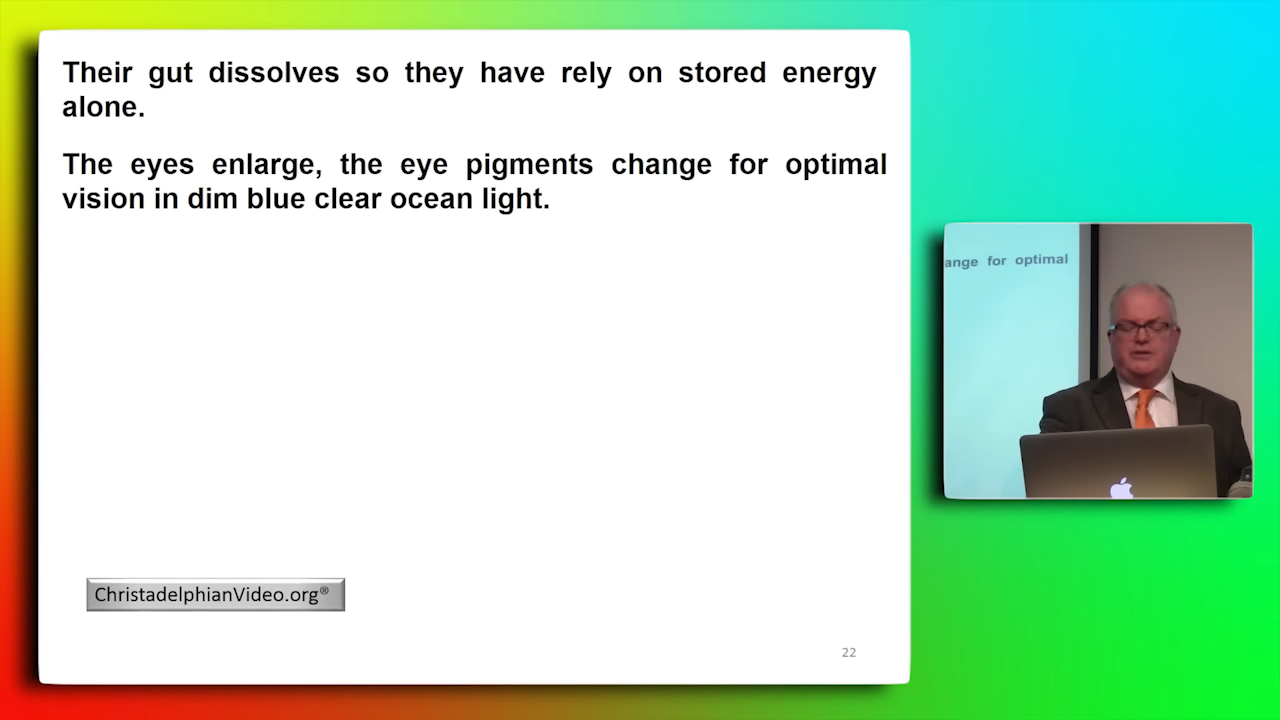 Their gut dissolves so they have rely on stored energy
alone.
The eyes enlarge, the eye pigments change for optimal
vision in dim blue clear ocean light.
ange for optimal
ChristadelphianVideo.org®
22